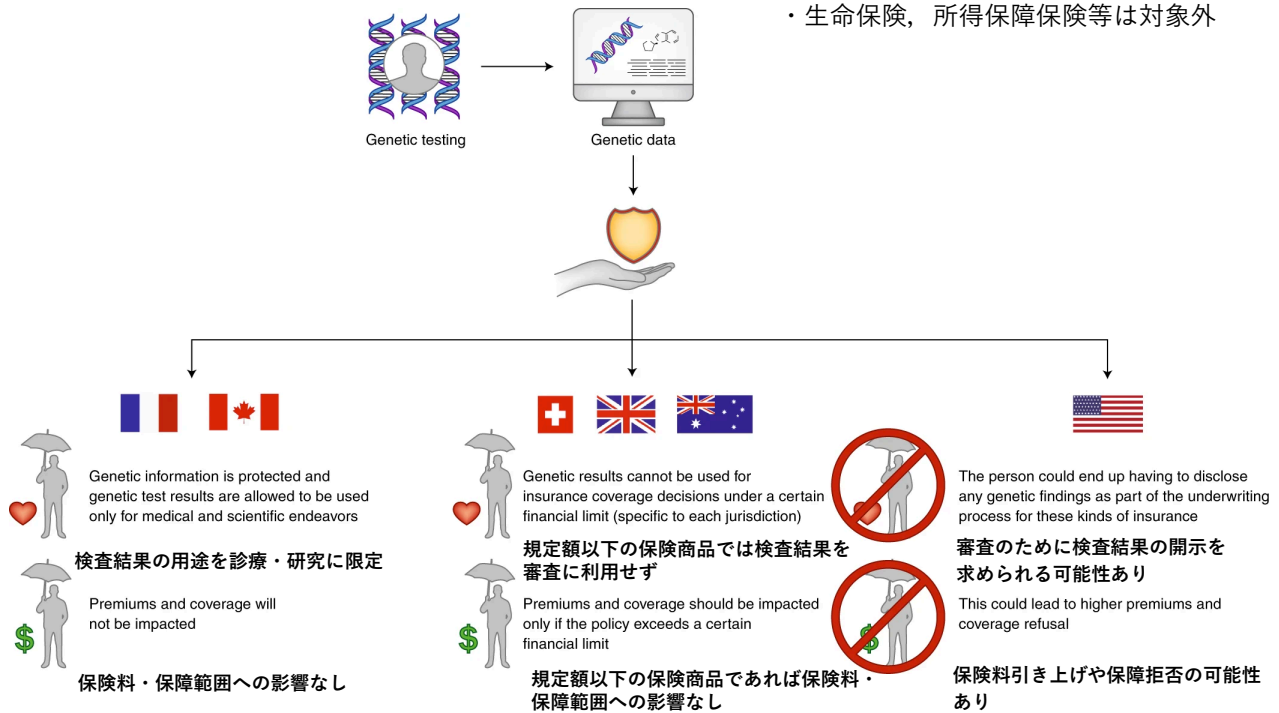 ・生命保険，所得保障保険等は対象外
Genetic testing
Genetic data
Genetic information is protected and
genetic test results are allowed to be used
only for medical and scientific endeavors
検査結果の用途を診療・研究に限定
Premiums and coverage will
not be impacted
保険料・保障範囲への影響なし
Genetic results cannot be used for
insurance coverage decisions under a certain
financial limit (specific to each jurisdiction)
規定額以下の保険商品では検査結果を
審査に利用せず
Premiums and coverage should be impacted
only if the policy exceeds a certain
financial limit
規定額以下の保険商品であれば保険料・
保障範囲への影響なし
The person could end up having to disclose
any genetic findings as part of the underwriting
process for these kinds of insurance
審査のために検査結果の開示を
求められる可能性あり
This could lead to higher premiums and
coverage refusal
保険料引き上げや保障拒否の可能性
あり